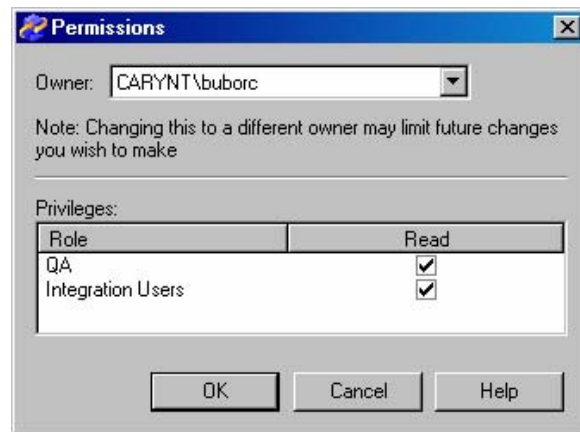 Permissions
Owner: CARYNT\buborc
Note: Changing this to a different owner may limit future changes
you wish to make
Privileges:
Role Read
QA
Integration Users
OK Cancel Help